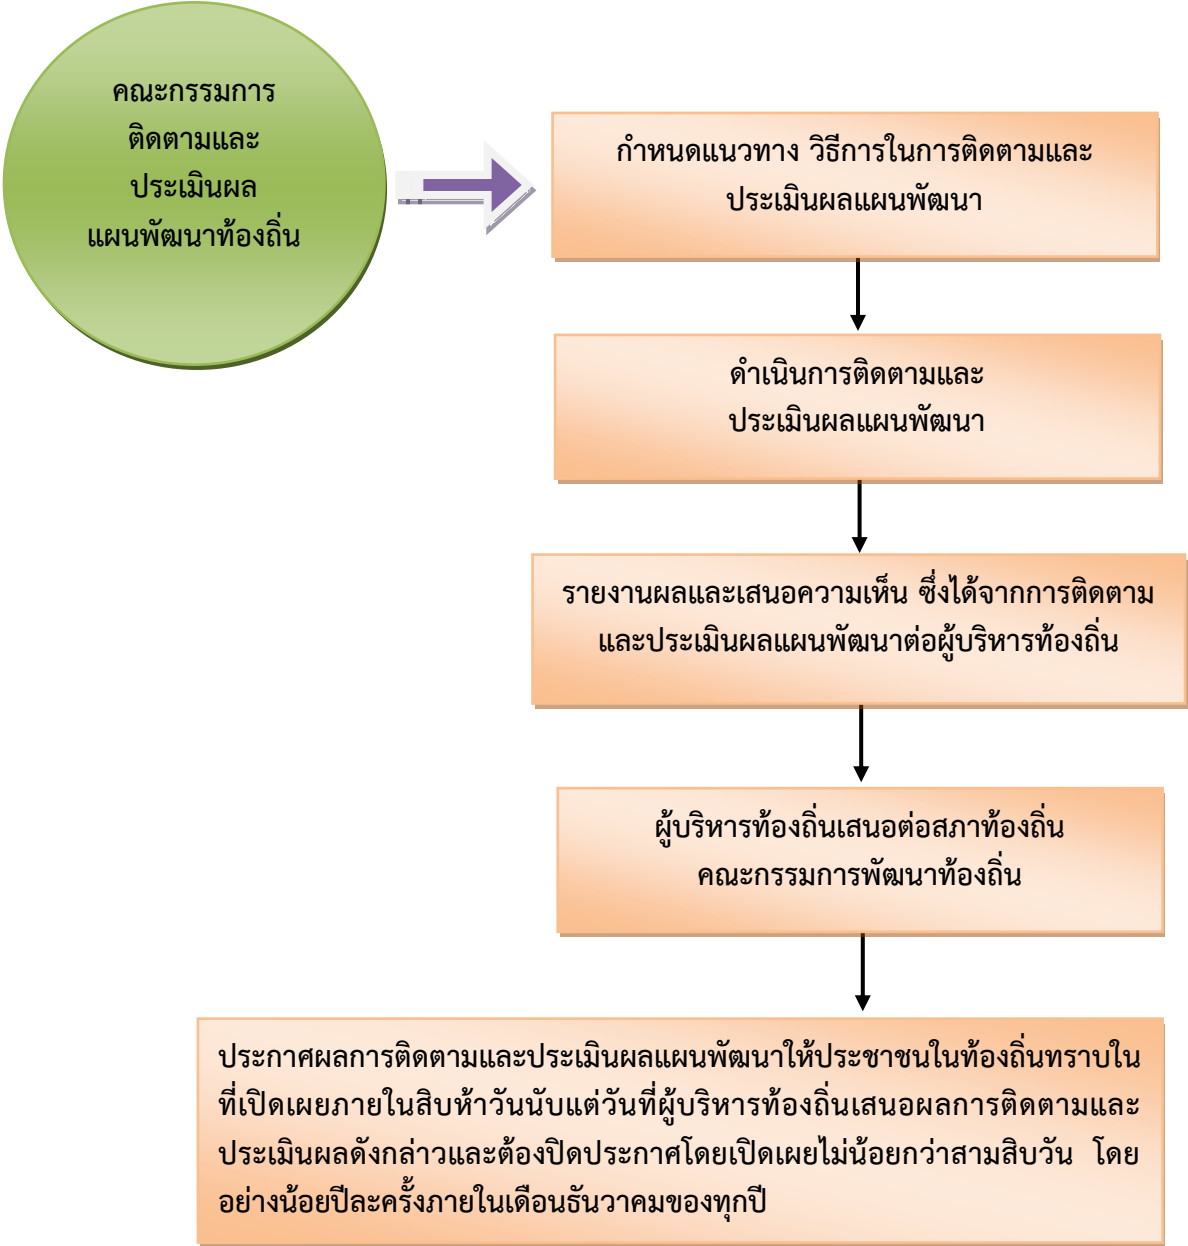 คณะกรรมการ
ติดตามและ
ประเมินผล
แผนพัฒนาท้องถิ่น
กำหนดแนวทาง วิธีการในการติดตามและ
ประเมินผลแผนพัฒนา
ดำเนินการติดตามและ
ประเมินผลแผนพัฒนา
รายงานผลและเสนอความเห็น ซึ่งได้จากการติดตาม
และประเมินผลแผนพัฒนาต่อผู้บริหารท้องถิ่น
ผู้บริหารท้องถิ่นเสนอต่อสภาท้องถิ่น
คณะกรรมการพัฒนาท้องถิ่น
ประกาศผลการติดตามและประเมินผลแผนพัฒนาให้ประชาชนในท้องถิ่นทราบใน
ที่เปิดเผยภายในสิบห้าวันนับแต่วันที่ผู้บริหารท้องถิ่นเสนอผลการติดตามและ
ประเมินผลดังกล่าวและต้องปิดประกาศโดยเปิดเผยไม่น้อยกว่าสามสิบวัน โดย
อย่างน้อยปีละครั้งภายในเดือนธันวาคมของทุกปี